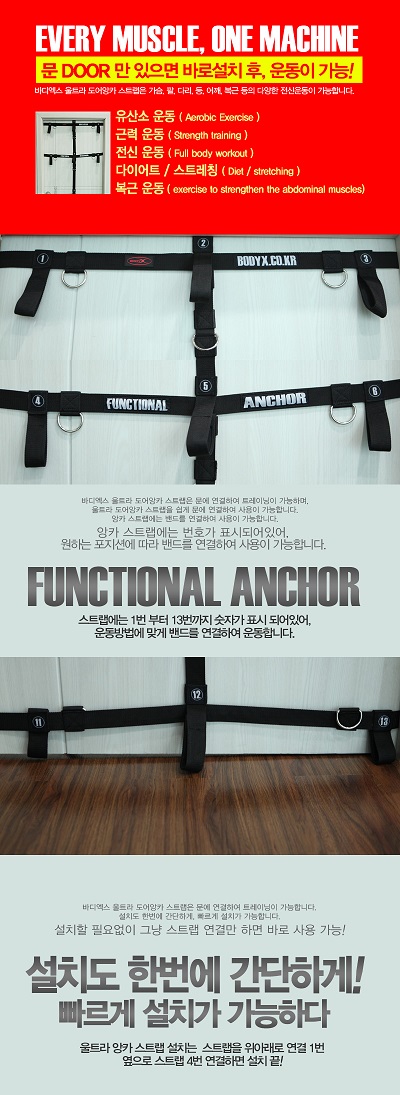 EVERY MUSCLE, ONE MACHINE
문 DOOR 만 있으면 바로설치 후, 운동이 가능!
바디엑스 울트라 도어앙카 스트랩은 가슴, 팔, 다리, 등, 어깨, 복근 등의 다양한 전신운동이 가능합니다.
유산소 운동 ( Aerobic Exercise )
근력 운동 ( Strength training )
전신 운동 ( Full body workout )
다이어트 / 스트레칭 ( Diet / stretching )
복근 운동 ( exercise to strengthen the abdominal muscles)
2
1
BODYX.CO.KR
3
4
FUNCTIONAL
5
ANCHOR
6
바디엑스 울트라 도어앙카 스트랩은 문에 연결하여 트레이닝이 가능하며,
울트라 도어앙카 스트랩을 쉽게 문에 연결하여 사용이 가능합니다.
앙카 스트랩에는 밴드를 연결하여 사용이 가능합니다.
앙카 스트랩에는 번호가 표시되어있어,
원하는 포지션에 따라 밴드를 연결하여 사용이 가능합니다.
FUNCTIONAL ANCHOR
스트랩에는 1번 부터 13번까지 숫자가 표시 되어있어,
운동방법에 맞게 밴드를 연결하여 운동합니다.
12
11
13
바디엑스 울트라 도어앙카 스트랩은 문에 연결하여 트레이닝이 가능합니다.
설치도 한번에 간단하게, 빠르게 설치가 가능합니다.
설치할 필요없이 그냥 스트랩 연결만 하면 바로 사용 가능!
설치도 한번에 간단하게!
빠르게 설치가 가능하다
울트라 앙카 스트랩 설치는 스트랩을 위아래로 연결 1번
옆으로 스트랩 4번 연결하면 설치 끝!